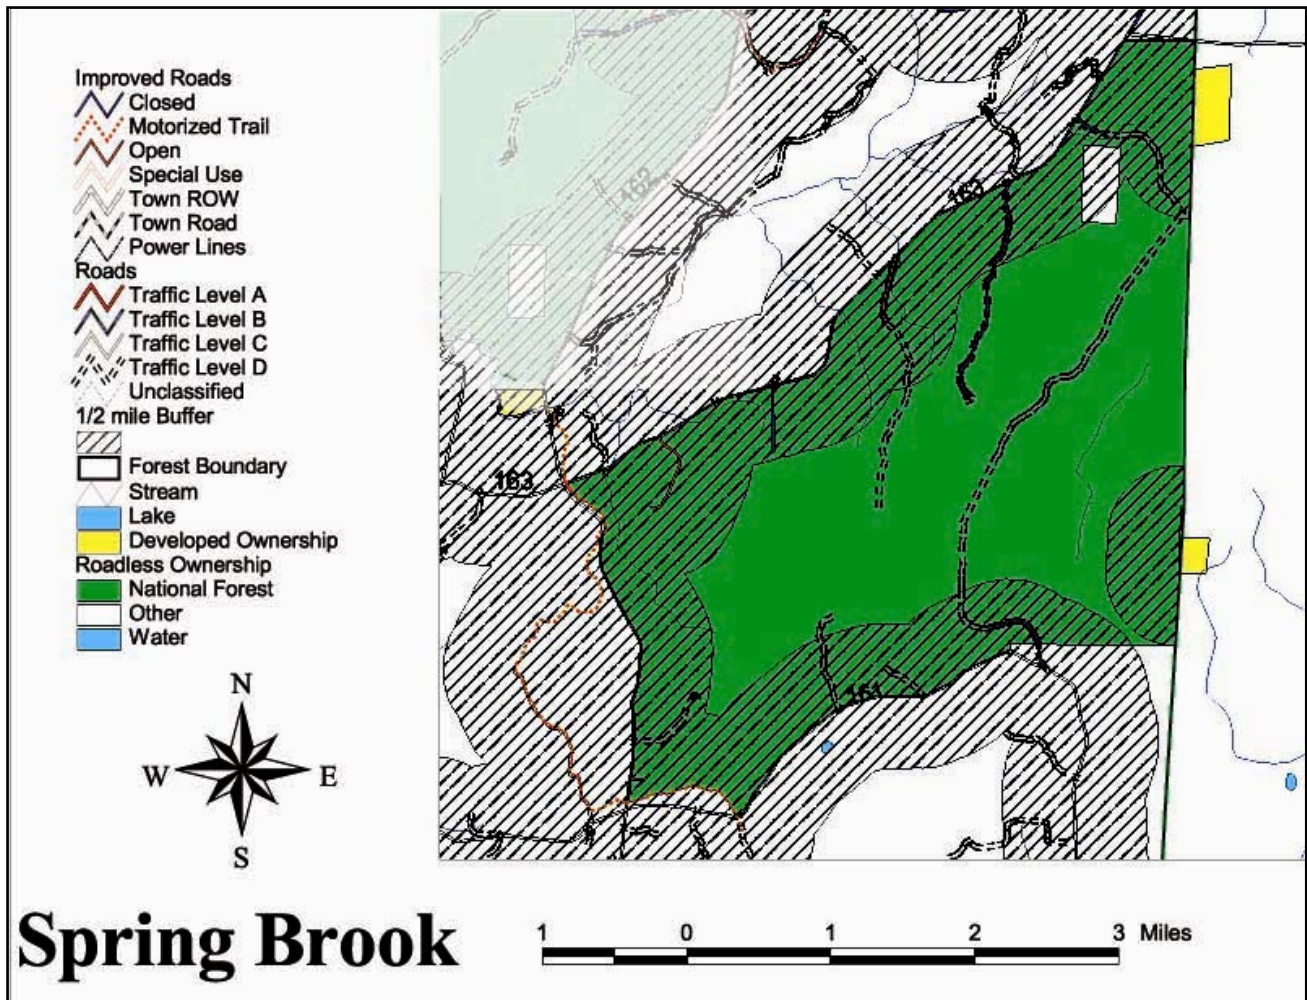 Improved Roads
Closed
Motorized Trail
Open
Special Use
Town ROW
Town Road
Power Lines
Roads
Traffic Level A
Traffic Level B
Traffic Level C
Traffic Level D
Unclassified
1/2 mile Buffer
Forest Boundary
Stream
Lake
Developed Ownership
Roadless Ownership
National Forest
Other
Water
N
W E
S
162
163
163
161
Spring Brook
1 0 1 2 3 Miles